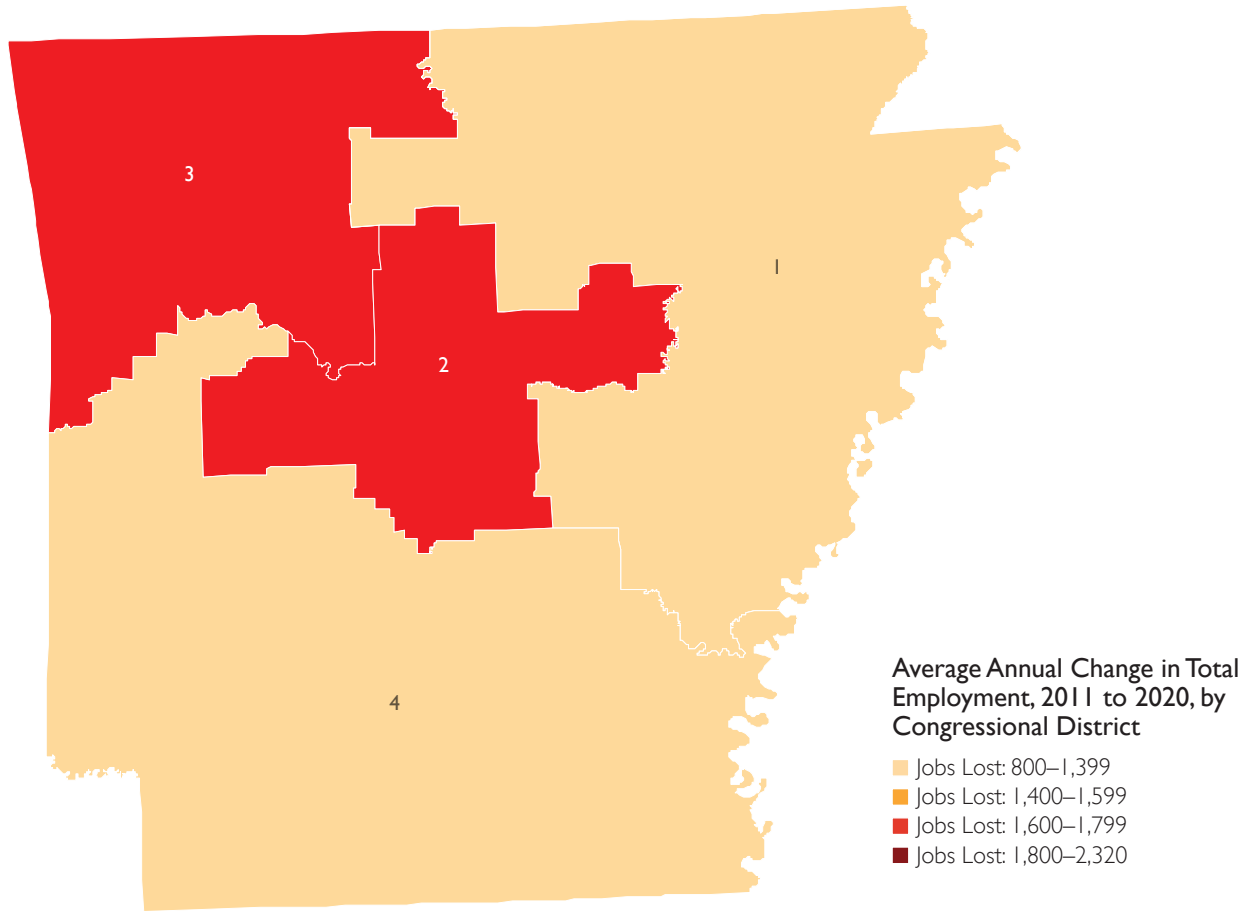 3
1
2
4
Average Annual Change in Total
Employment, 2011 to 2020, by
Congressional District
Jobs Lost: 800–1,399
Jobs Lost: 1,400–1,599
Jobs Lost: 1,600–1,799
Jobs Lost: 1,800–2,320